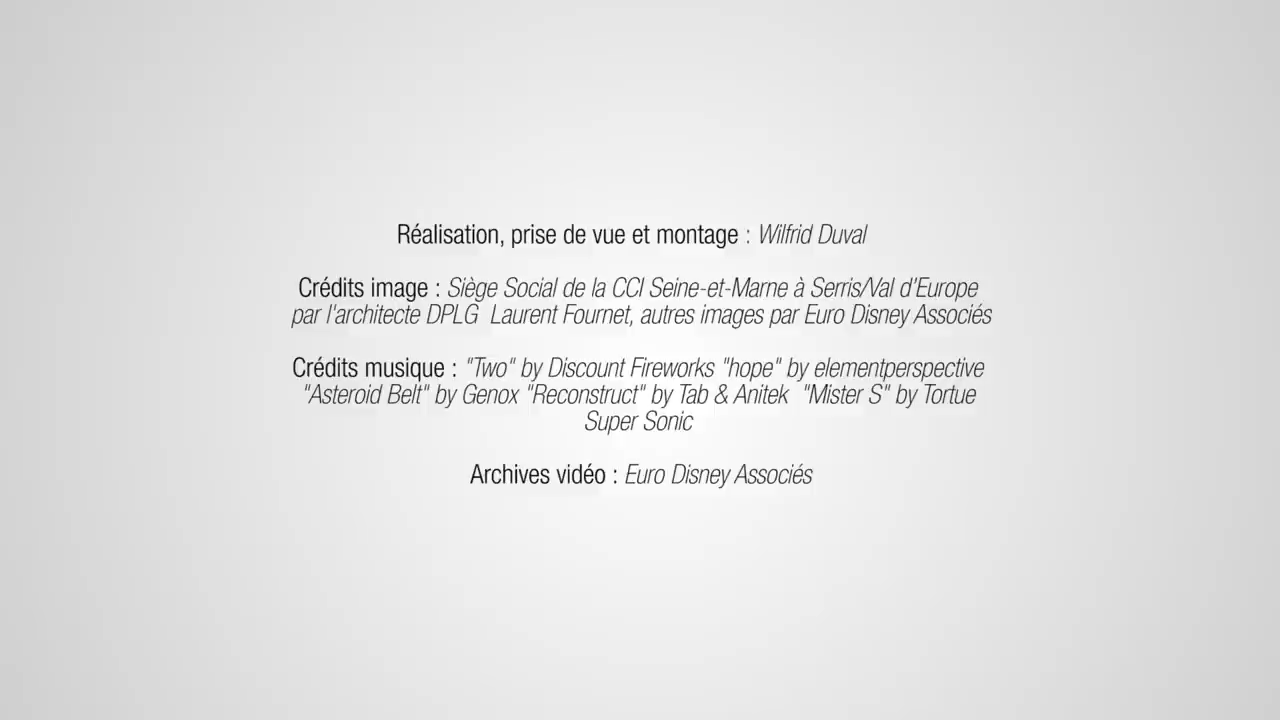 Réalisation, prise de vue et montage : Wilfrid Duval
Crédits image : Siège Social de la CCI Seine-et-Marne à Serris/Val d'Europe
par l'architecte DPLG  Laurent Fournet, autres images par Euro Disney Associés
Crédits musique : "Two" by Discount Fireworks "hope" by elementperspective
"Asteroid Belt" by Genox "Reconstruct" by Tab & Anitek  "Mister S" by Tortue
Super Sonic
Archives vidéo : Euro Disney Associés